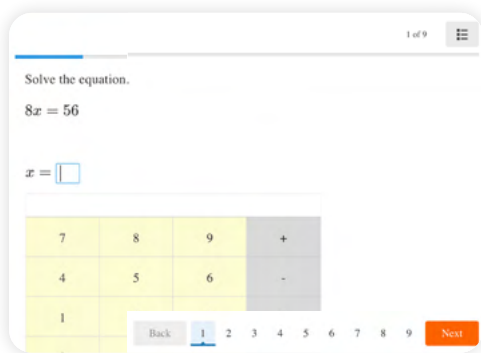 1 of 9
Solve the equation.
8x = 56
x =
7 8 9 +
4 5 6 -
1
Back 1 2 3 4 5 6 7 8 9 Next